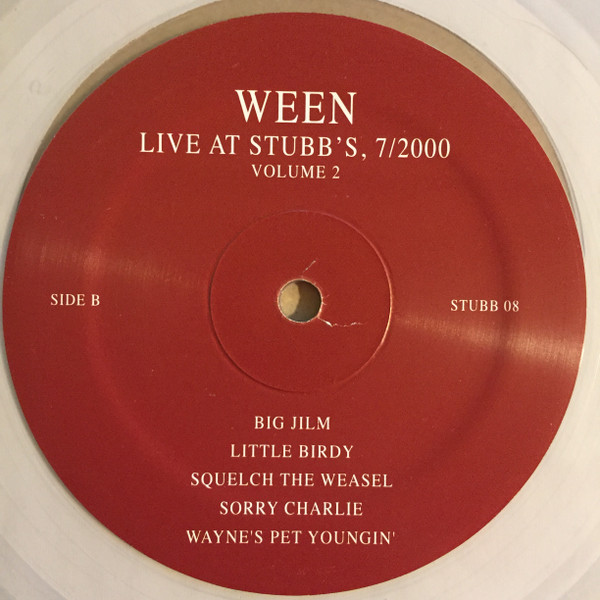 WEEN
LIVE AT STUBB'S, 7/2000
VOLUME 2
SIDE B
STUBB 08
BIG JILM
LITTLE BIRDY
SQUELCH THE WEASEL
SORRY CHARLIE
WAYNE'S PET YOUNGIN'